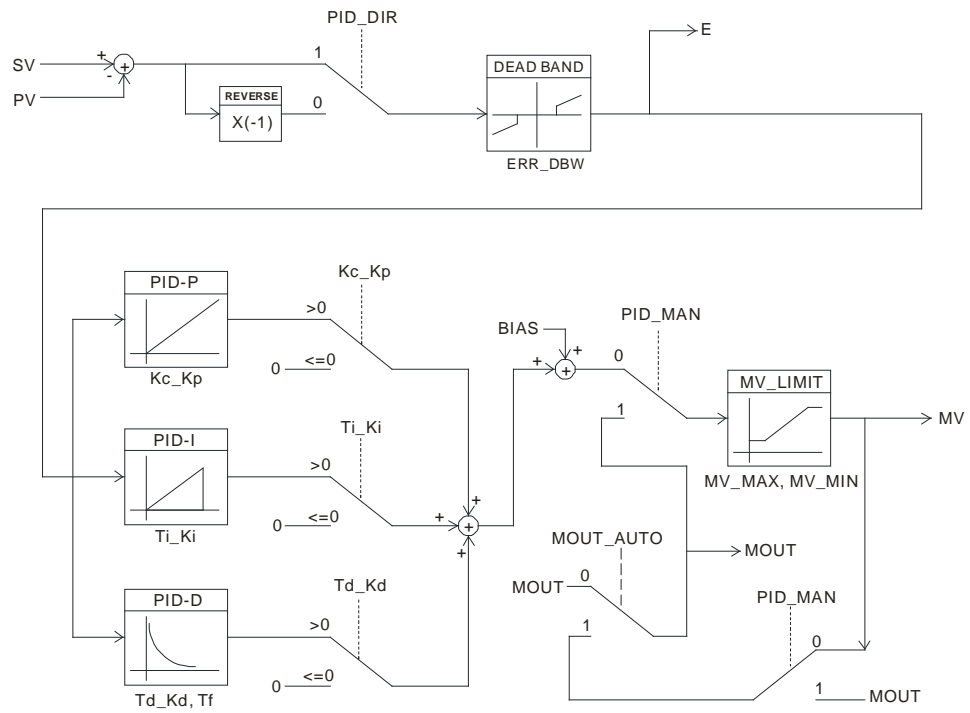 PID_DIR
E
SV
+
+
-
PV
1
REVERSE
X(-1)
0
DEAD BAND
ERR_DBW
PID-P
Kc_Kp
>0
0
<=0
Kc_Kp
PID-I
Ti_Ki
>0
0
<=0
Ti_Ki
PID-D
Td_Kd, Tf
>0
0
<=0
Td_Kd
+
+
+
+
BIAS
+
+
+
PID_MAN
0
1
MV_LIMIT
MV_MAX, MV_MIN
MV
MOUT_AUTO
MOUT
0
1
MOUT
PID_MAN
0
1
MOUT